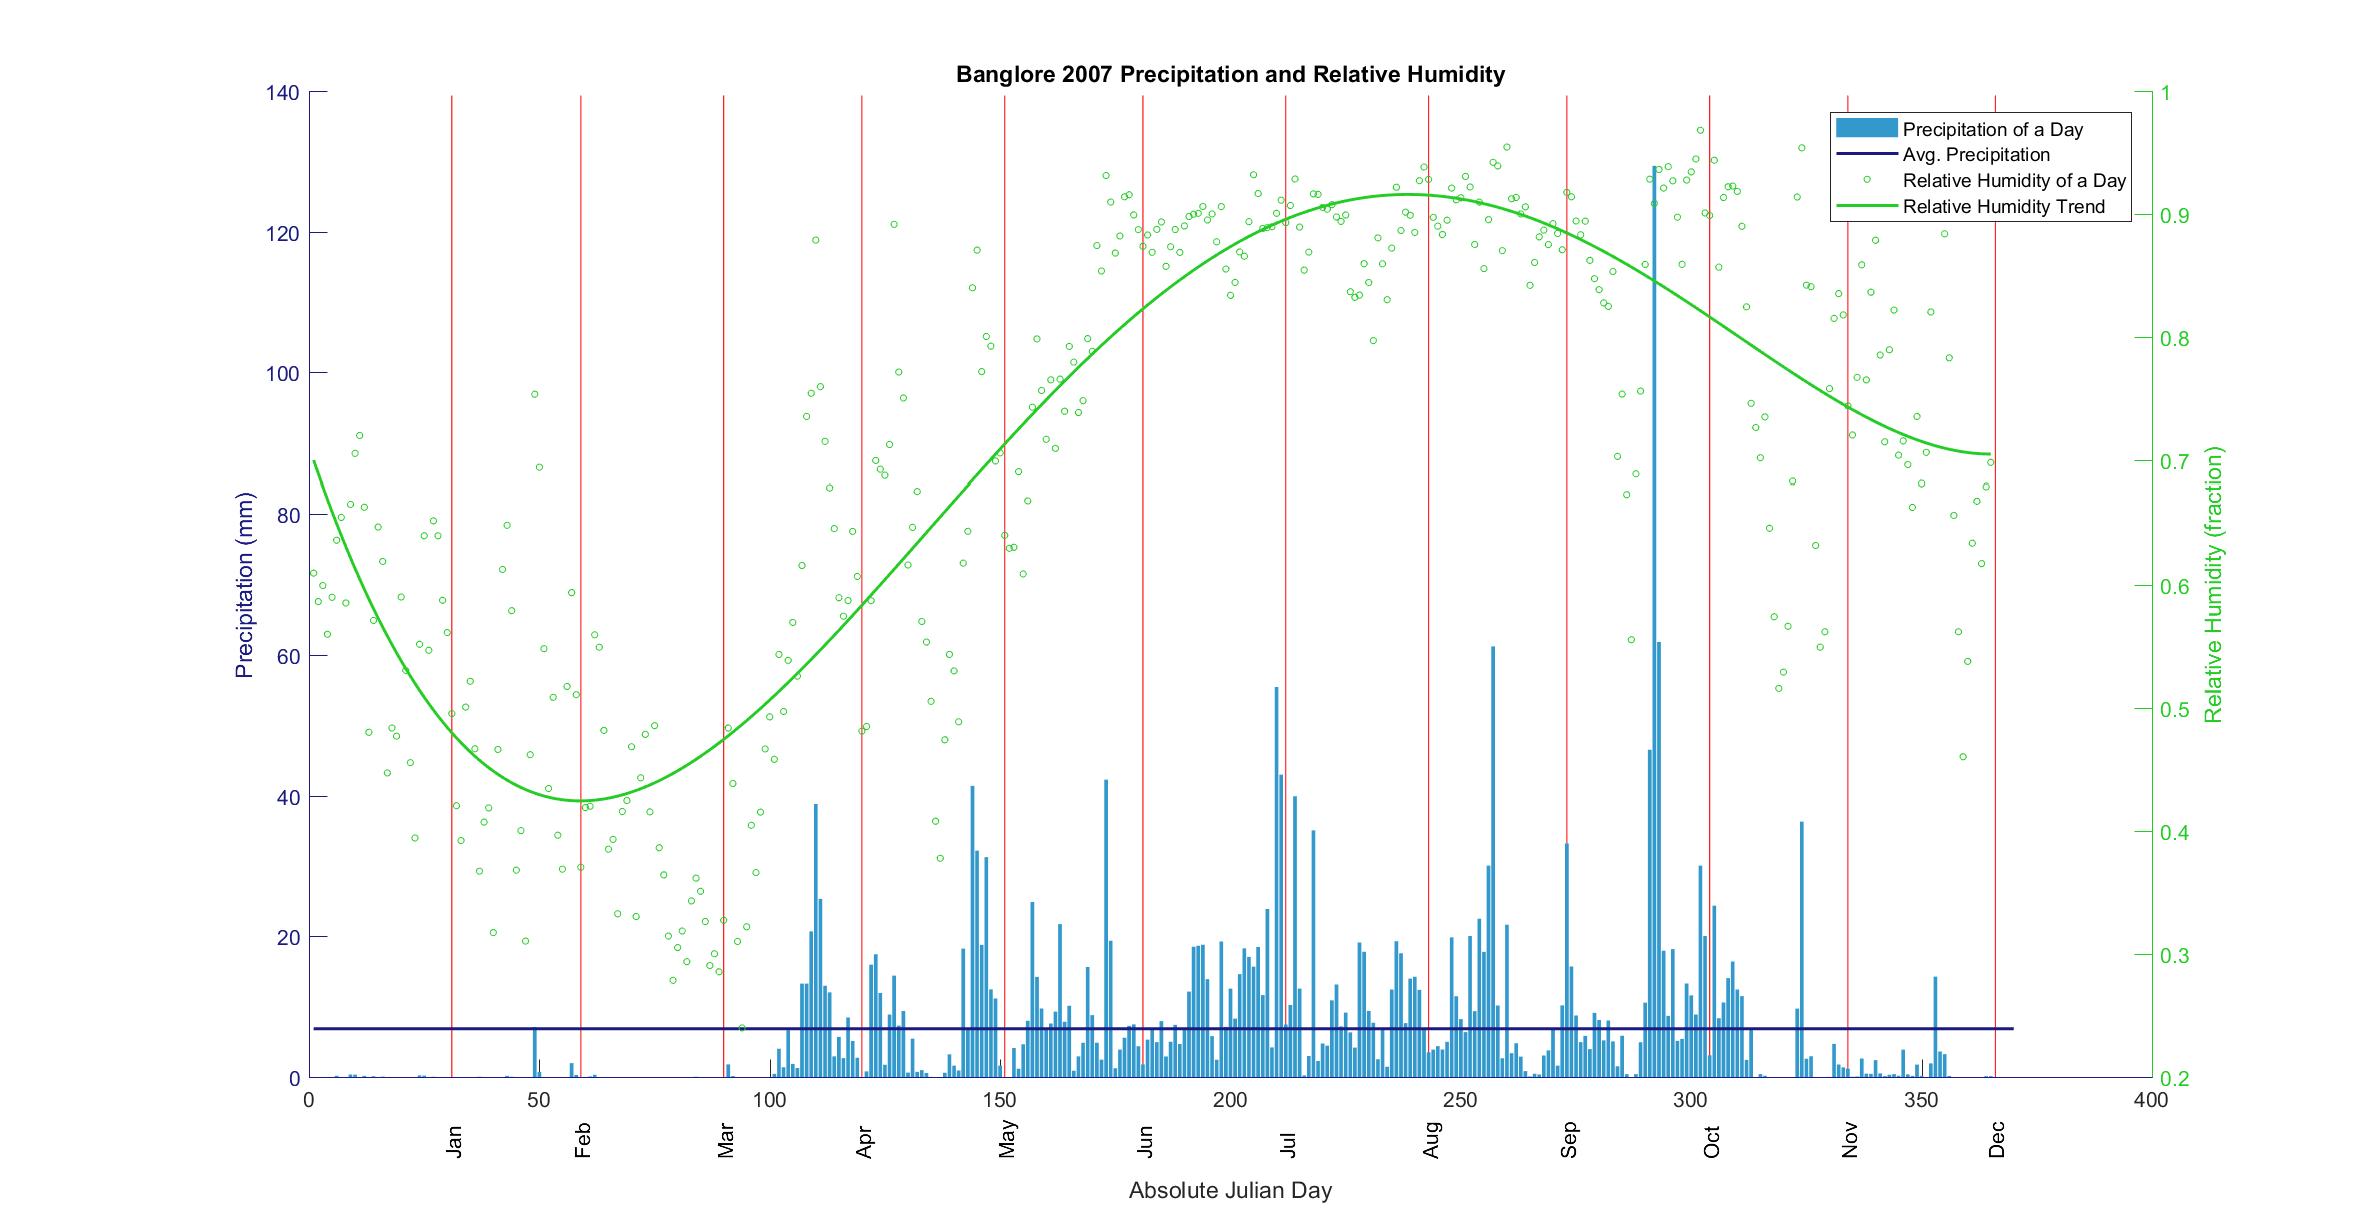 Banglore 2007 Precipitation and Relative Humidity
140
120
100
80
60
40
20
0
Precipitation (mm)
1
0.9
0.8
0.7
0.6
0.5
0.4
0.3
0.2
Relative Humidity (fraction)
Precipitation of a Day
Avg. Precipitation
Relative Humidity of a Day
Relative Humidity Trend
0 50 100 150 200 250 300 350 400
Jan Feb Mar Apr May Jun Jul Aug Sep Oct Nov Dec
Absolute Julian Day